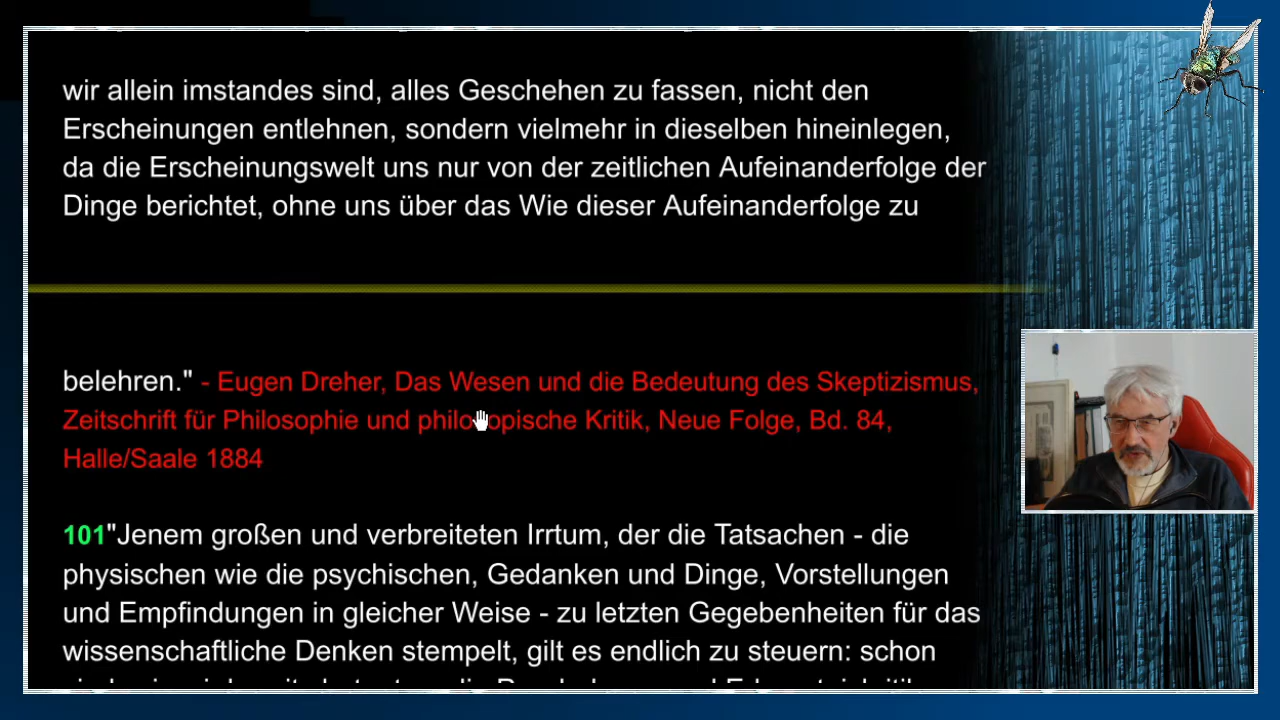 wir allein imstandes sind, alles Geschehen zu fassen, nicht den
Erscheinungen entlehnen, sondern vielmehr in dieselben hineinlegen,
da die Erscheinungswelt uns nur von der zeitlichen Aufeinanderfolge der
Dinge berichtet, ohne uns über das Wie dieser Aufeinanderfolge zu
belehren." - Eugen Dreher, Das Wesen und die Bedeutung des Skeptizismus,
Zeitschrift für Philosophie und philosopische Kritik, Neue Folge, Bd. 84,
Halle/Saale 1884
101"Jenem großen und verbreiteten Irrtum, der die Tatsachen - die
physischen wie die psychischen, Gedanken und Dinge, Vorstellungen
und Empfindungen in gleicher Weise - zu letzten Gegebenheiten für das
wissenschaftliche Denken stempelt, gilt es endlich zu steuern: schon